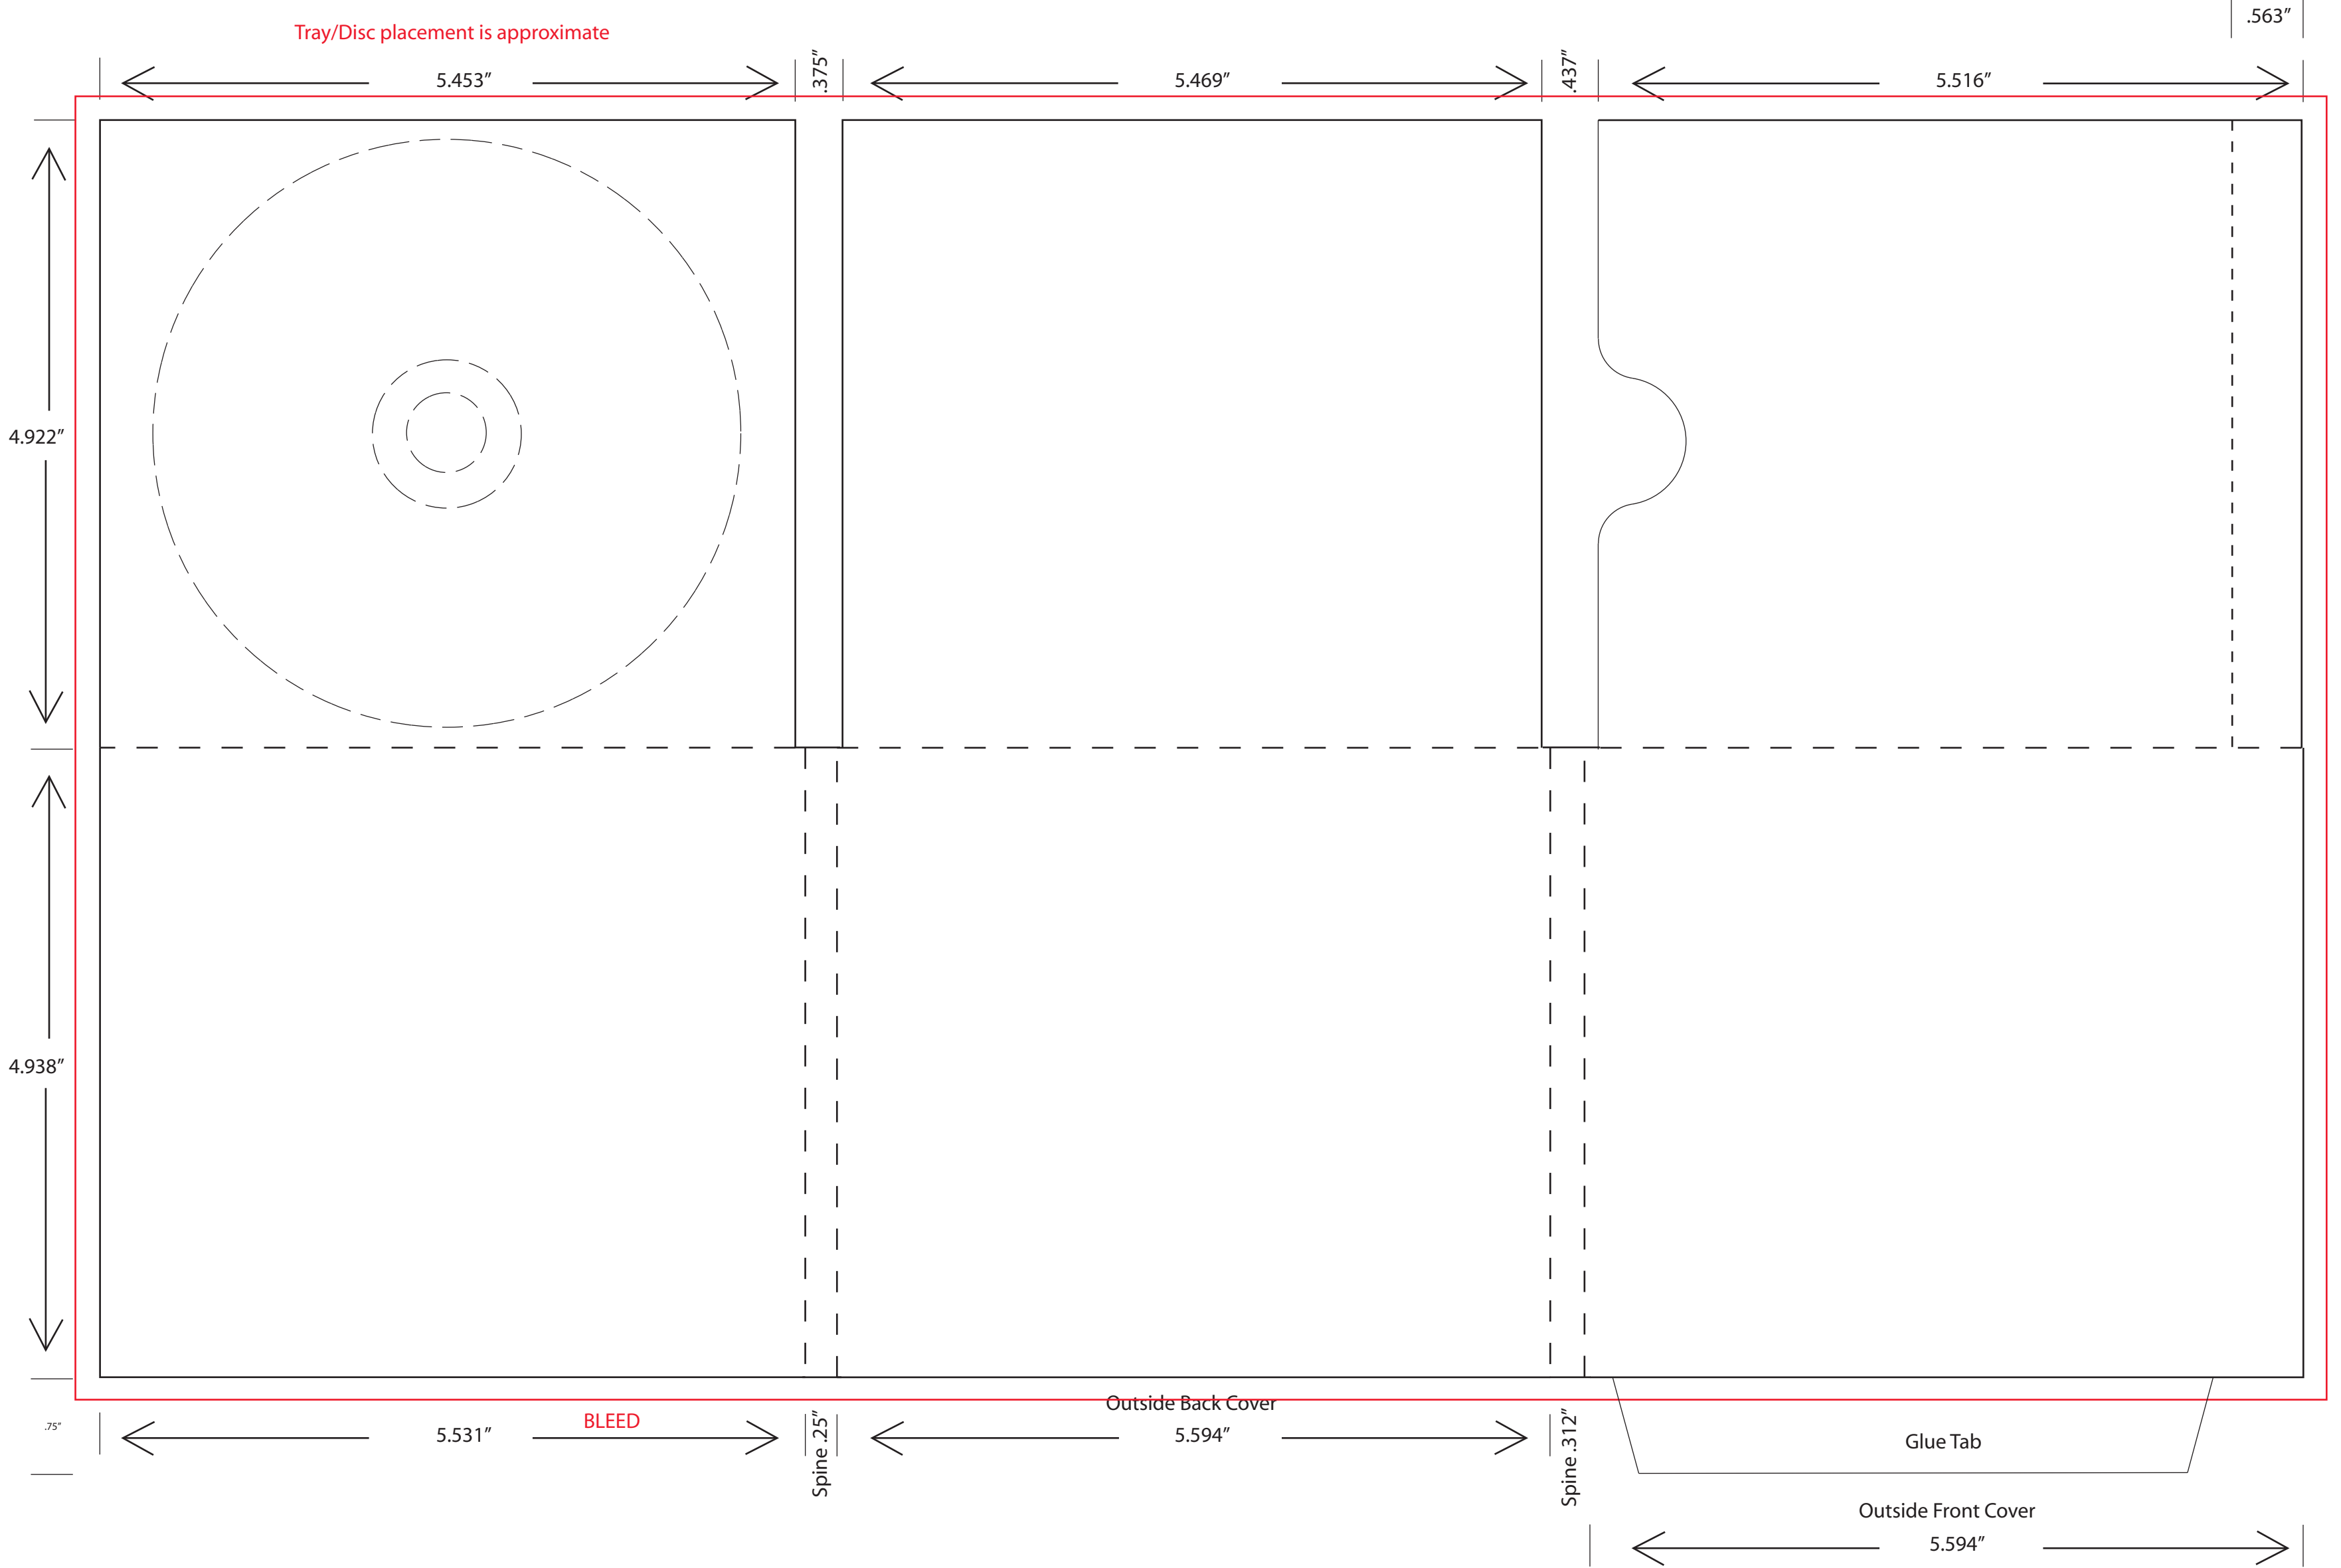 .563”
Tray/Disc placement is approximate
5.453”
.375”
5.469”
.437”
5.516”
4.922”
4.938”
Outside Back Cover
.75”
5.531”
BLEED
Spine .25”
5.594”
Spine .312”
Glue Tab
Outside Front Cover
5.594”